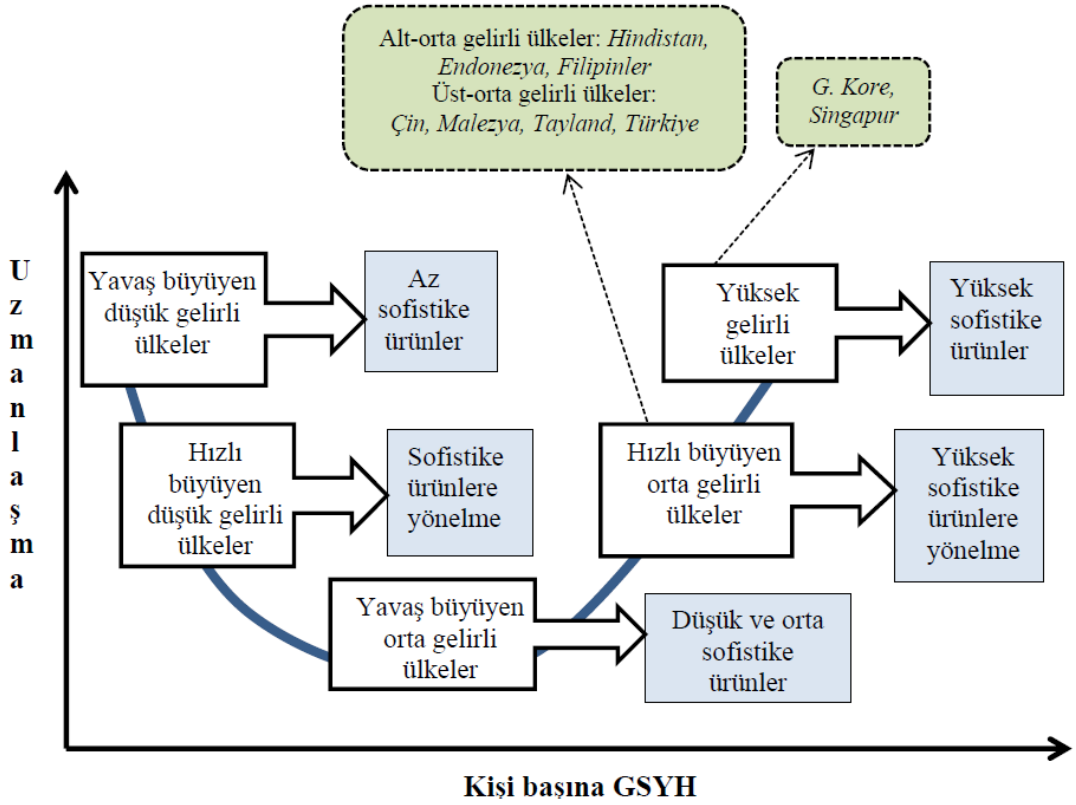 Alt-orta gelirli ülkeler: Hindistan,
Endonezya, Filipinler
Üst-orta gelirli ülkeler:
Çin, Malezya, Tayland, Türkiye
G. Kore,
Singapur
Uzmanlaşma
Yavaş büyüyen
düşük gelirli
ülkeler
Az
sofistike
ürünler
Yüksek
gelirli
ülkeler
Yüksek
sofistike
ürünler
Hızlı
büyüyen
düşük gelirli
ülkeler
Sofistike
ürünlere
yönelme
Hızlı büyüyen
orta gelirli
ülkeler
Yüksek
sofistike
ürünlere
yönelme
Yavaş büyüyen
orta gelirli
ülkeler
Düşük ve orta
sofistike
ürünler
Kişi başına GSYH